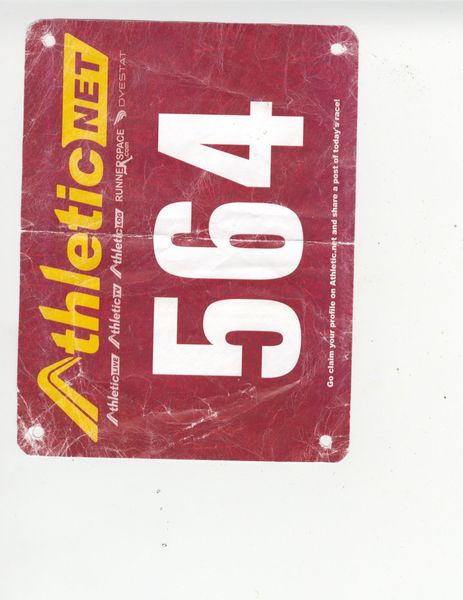 AthleticNET
AthleticLIVE AthleticTV AthleticLOG RUNNERSPACE.com DYESTAT
564
Go claim your profile on Athletic.net and share a post of today's race!